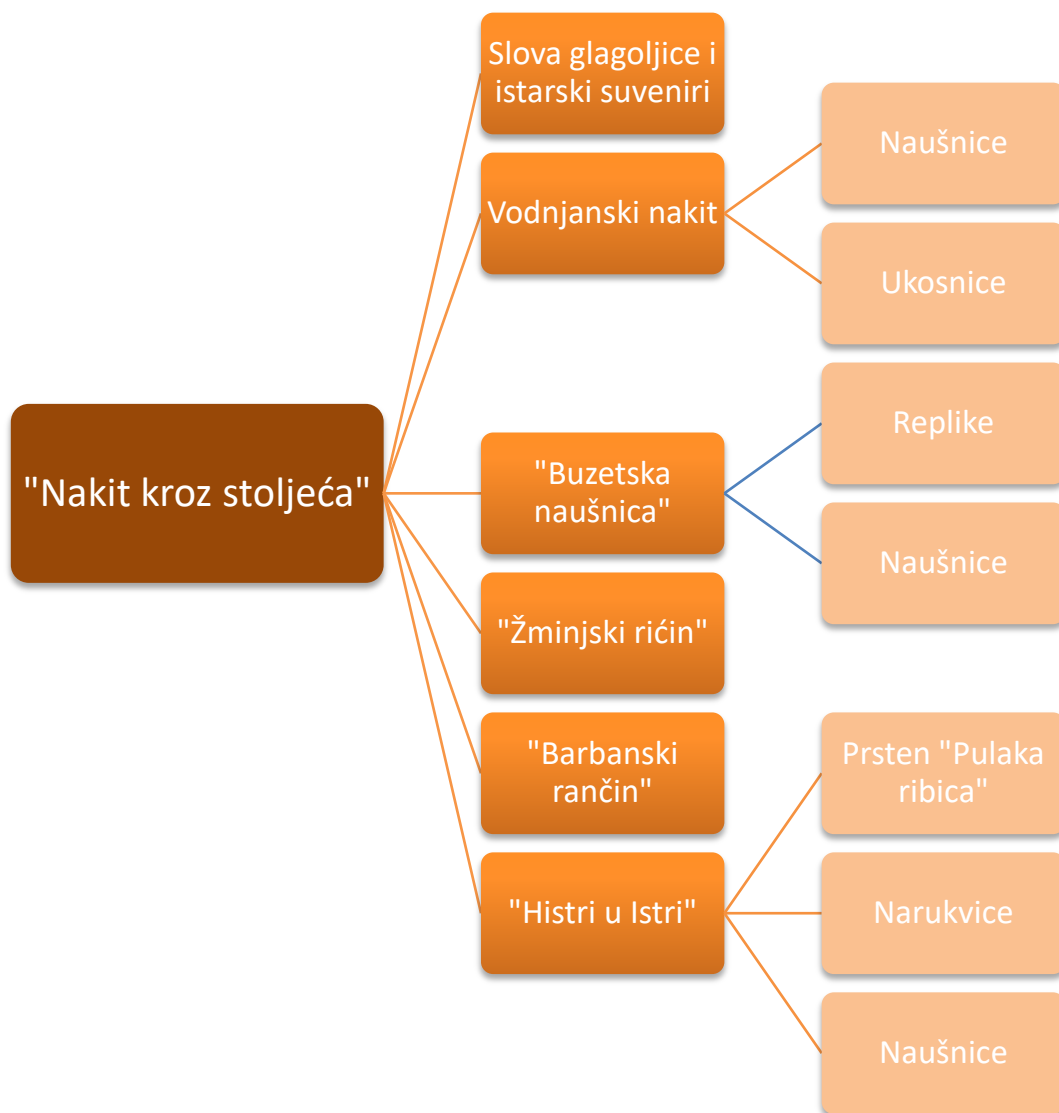 "Nakit kroz stoljeća"
Slova glagoljice i
istarski suveniri
Vodnjanski nakit
Naušnice
Ukosnice
"Buzetska
naušnica"
Replike
Naušnice
"Žminjski rićin"
"Barbanski
rančin"
"Histri u Istri"
Prsten "Pulaka
ribica"
Narukvice
Naušnice